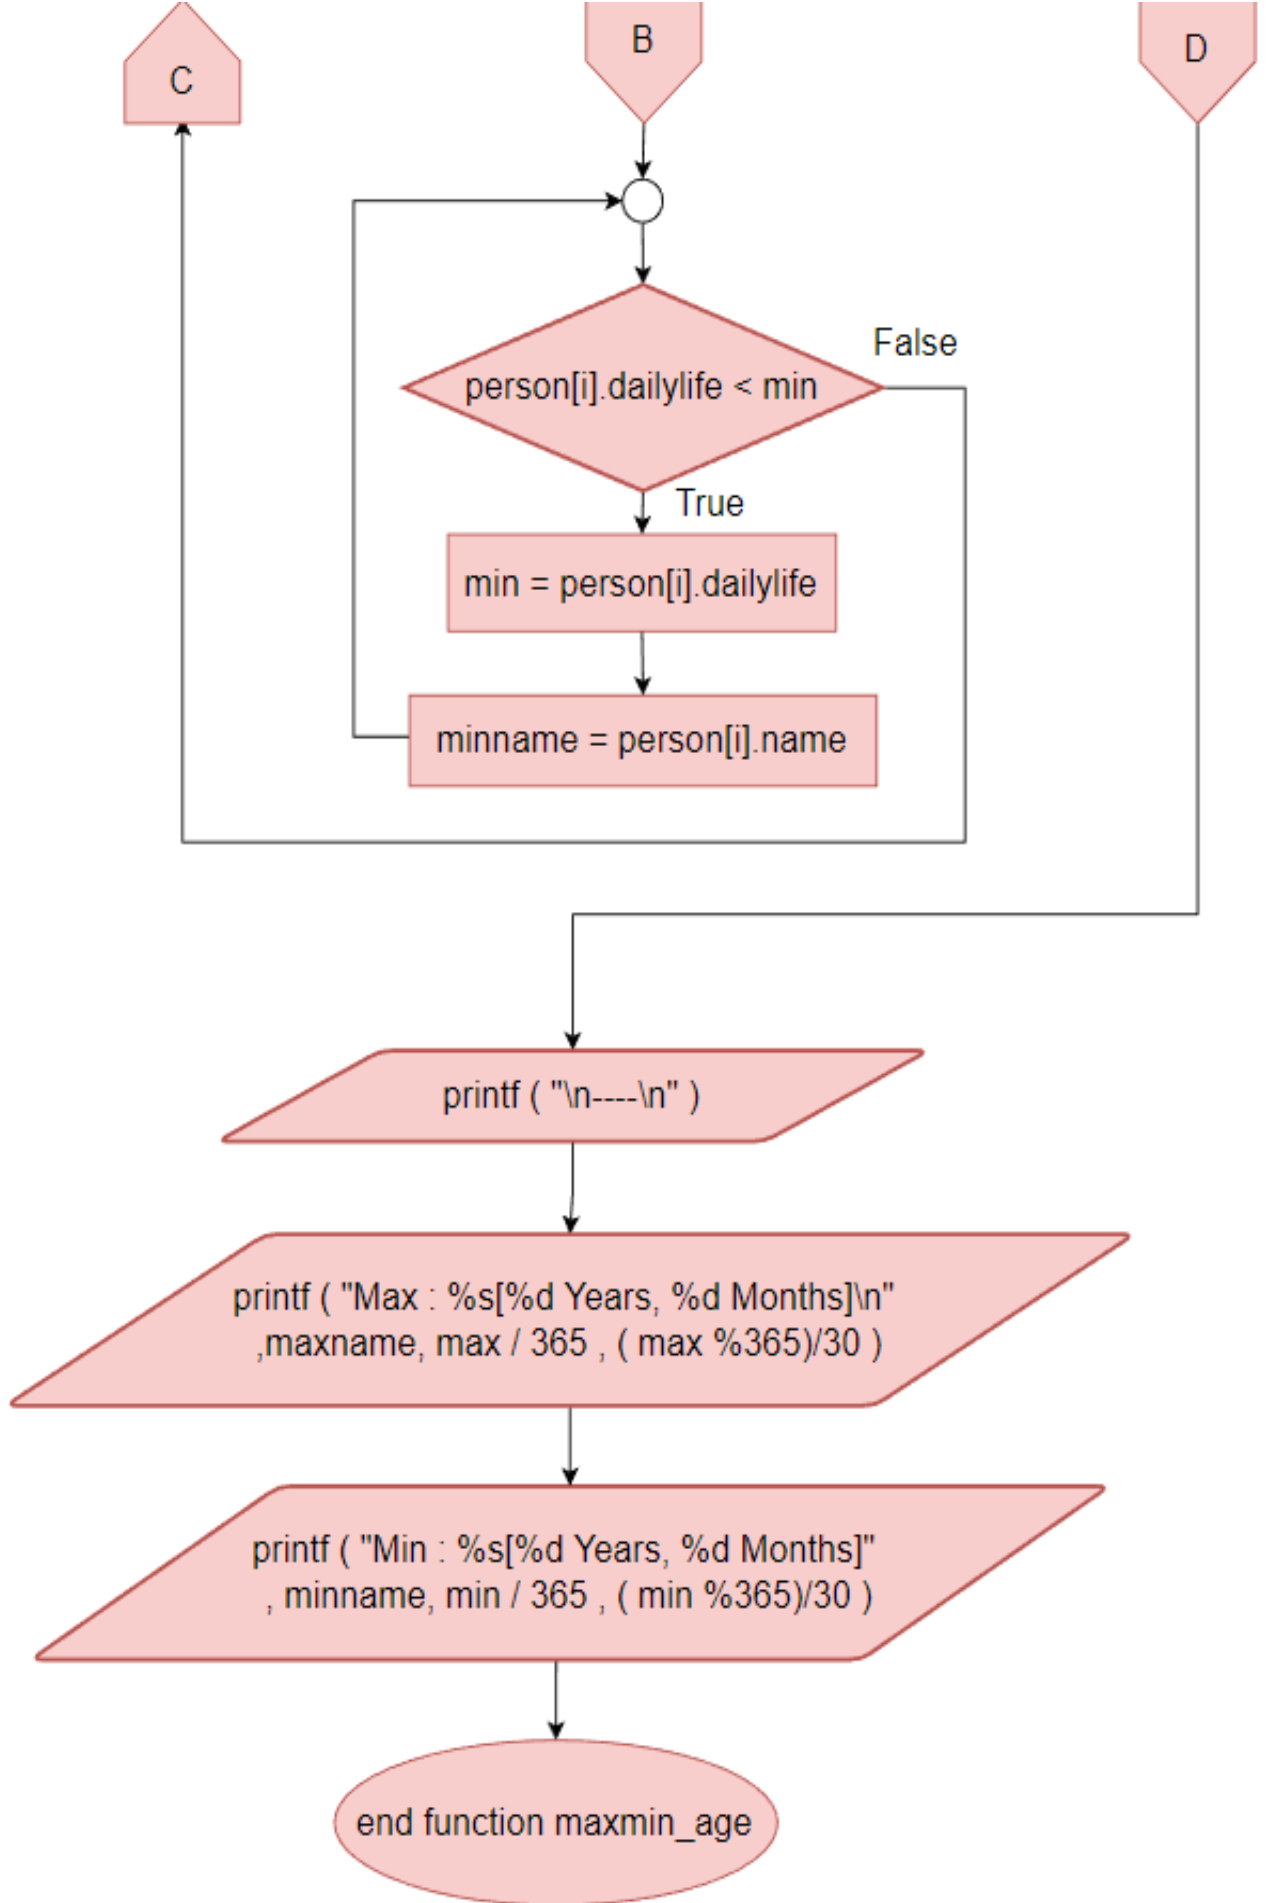 C
B
D
person[i].dailylife < min
False
True
min = person[i].dailylife
minname = person[i].name
printf ( "\n----\n" )
printf ( "Max : %s[%d Years, %d Months]\n"
,maxname, max / 365 , ( max %365)/30 )
printf ( "Min : %s[%d Years, %d Months]"
, minname, min / 365 , ( min %365)/30 )
end function maxmin_age